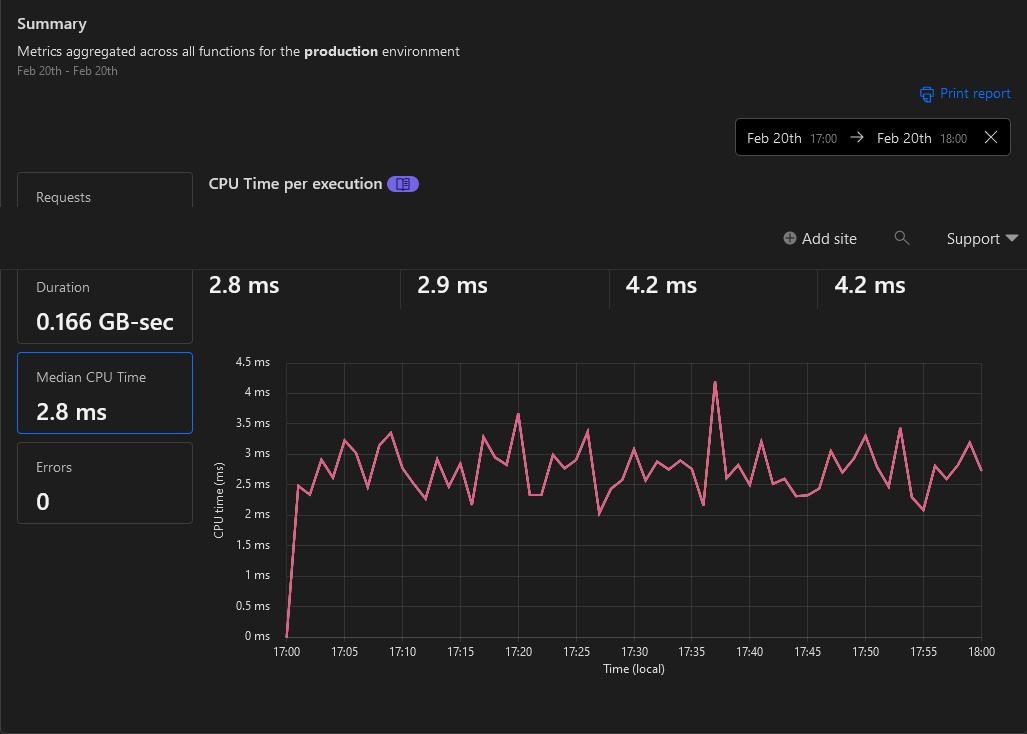 Summary
Metrics aggregated across all functions for the production environment
Feb 20th - Feb 20th
Print report
Feb 20th 17:00 → Feb 20th 18:00
Requests
CPU Time per execution
Add site
Support
Duration
0.166 GB-sec
2.8 ms
2.9 ms
4.2 ms
4.2 ms
Median CPU Time
2.8 ms
Errors
0
CPU time (ms)
4.5 ms
4 ms
3.5 ms
3 ms
2.5 ms
2 ms
1.5 ms
1 ms
0.5 ms
0 ms
17:00 17:05 17:10 17:15 17:20 17:25 17:30 17:35 17:40 17:45 17:50 17:55 18:00
Time (local)